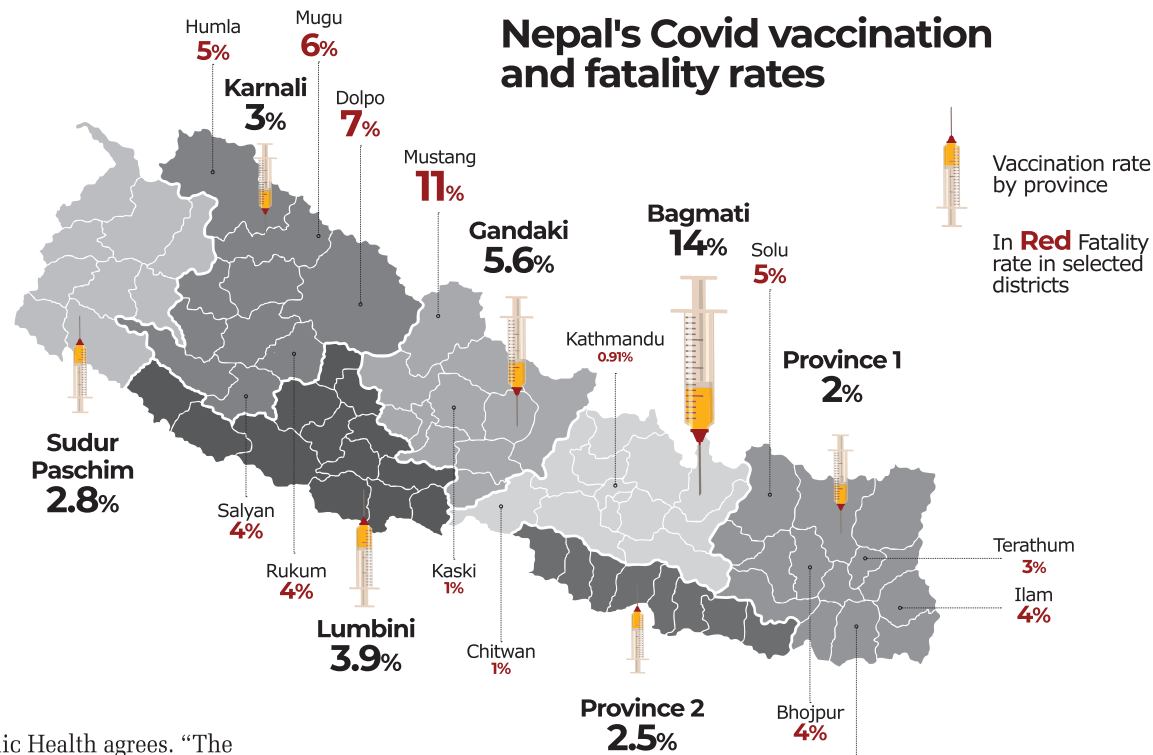 Nepal's Covid vaccination
and fatality rates
Humla
5%
Mugu
6%
Karnali
3%
Dolpo
7%
Mustang
11%
Gandaki
5.6%
Bagmati
14%
Solu
5%
Kathmandu
0.91%
Province 1
2%
Vaccination rate
by province
In Red Fatality
rate in selected
districts
Sudur
Paschim
2.8%
Salyan
4%
Rukum
4%
Lumbini
3.9%
Kaski
1%
Chitwan
1%
Province 2
2.5%
Bhojpur
4%
Terathum
3%
Ilam
4%
ic Health agrees. “The